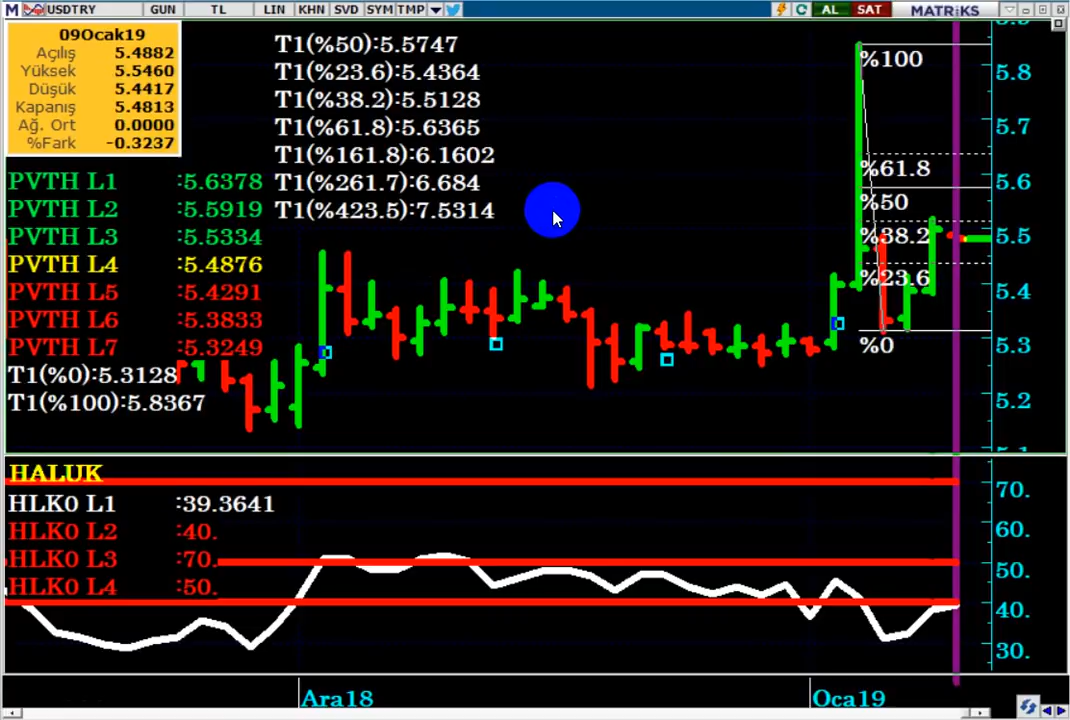 M USDTRY GUN TL LIN KHN SVD SYM TMP AL SAT MATRiKS
09Ocak19
Açılış 5.4882
Yüksek 5.5460
Düşük 5.4417
Kapanış 5.4813
Ağ. Ort 0.0000
%Fark -0.3237
T1(%50):5.5747
T1(%23.6):5.4364
T1(%38.2):5.5128
T1(%61.8):5.6365
T1(%161.8):6.1602
T1(%261.7):6.684
T1(%423.5):7.5314
PVTH L1 :5.6378
PVTH L2 :5.5919
PVTH L3 :5.5334
PVTH L4 :5.4876
PVTH L5 :5.4291
PVTH L6 :5.3833
PVTH L7 :5.3249
T1(%0):5.3128
T1(%100):5.8367
%100
%61.8
%50
%38.2
%23.6
%0
5.8
5.7
5.6
5.5
5.4
5.3
5.2
HALUK
HLK0 L1 :39.3641
HLK0 L2 :40.
HLK0 L3 :70.
HLK0 L4 :50.
70.
60.
50.
40.
30.
Ara18
Oca19